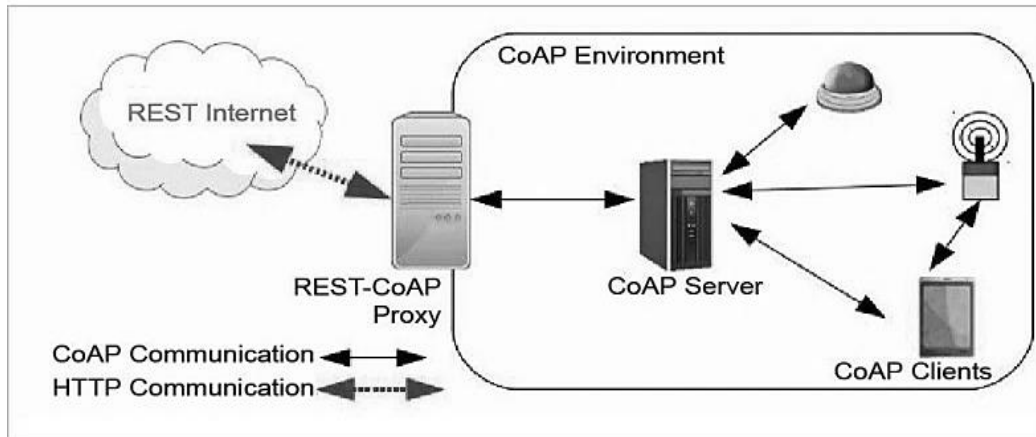 CoAP Environment
REST Internet
REST-CoAP
Proxy
CoAP Server
CoAP Clients
CoAP Communication
HTTP Communication